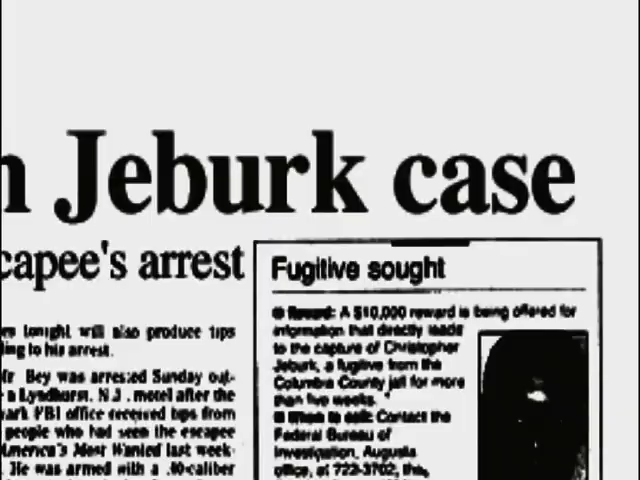 n Jeburk case
capee's arrest
Fugitive sought
Reward: A $10,000 reward is being offered for
information that directly leads
to the capture of Christopher
Jeburk, a fugitive from the
Columbia County jail for more
than five weeks.
When to call: Contact the
Federal Bureau of
Investigation, Augusta
office, at 722-3702, the
tonight will also produce tips
ing to his arrest.
Bey was arrested Sunday out-
a Lyndhurst, N.J., motel after the
ark FBI office received tips from
people who had seen the escapee
America's Most Wanted last week-
He was armed with a .40-caliber